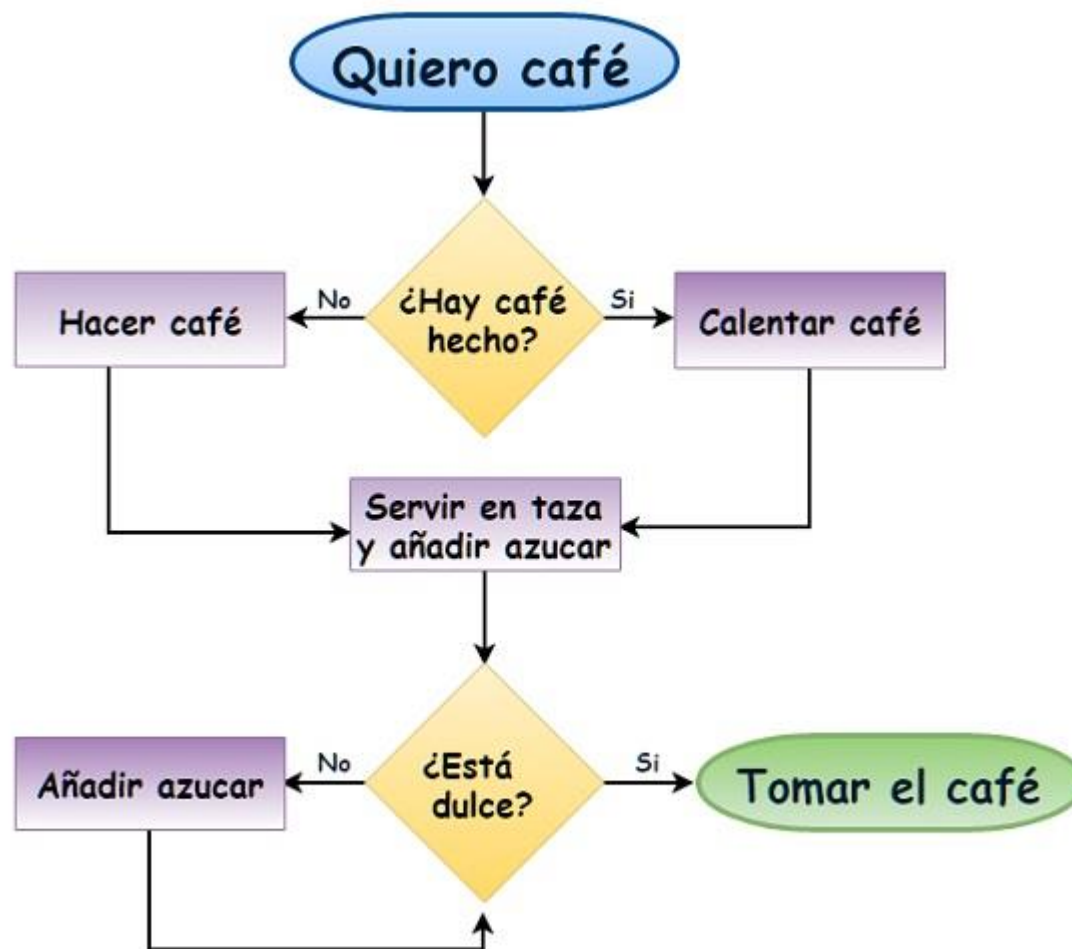 Quiero café
¿Hay café
hecho?
No
Si
Hacer café
Calentar café
Servir en taza
y añadir azucar
¿Está
dulce?
No
Si
Añadir azucar
Tomar el café